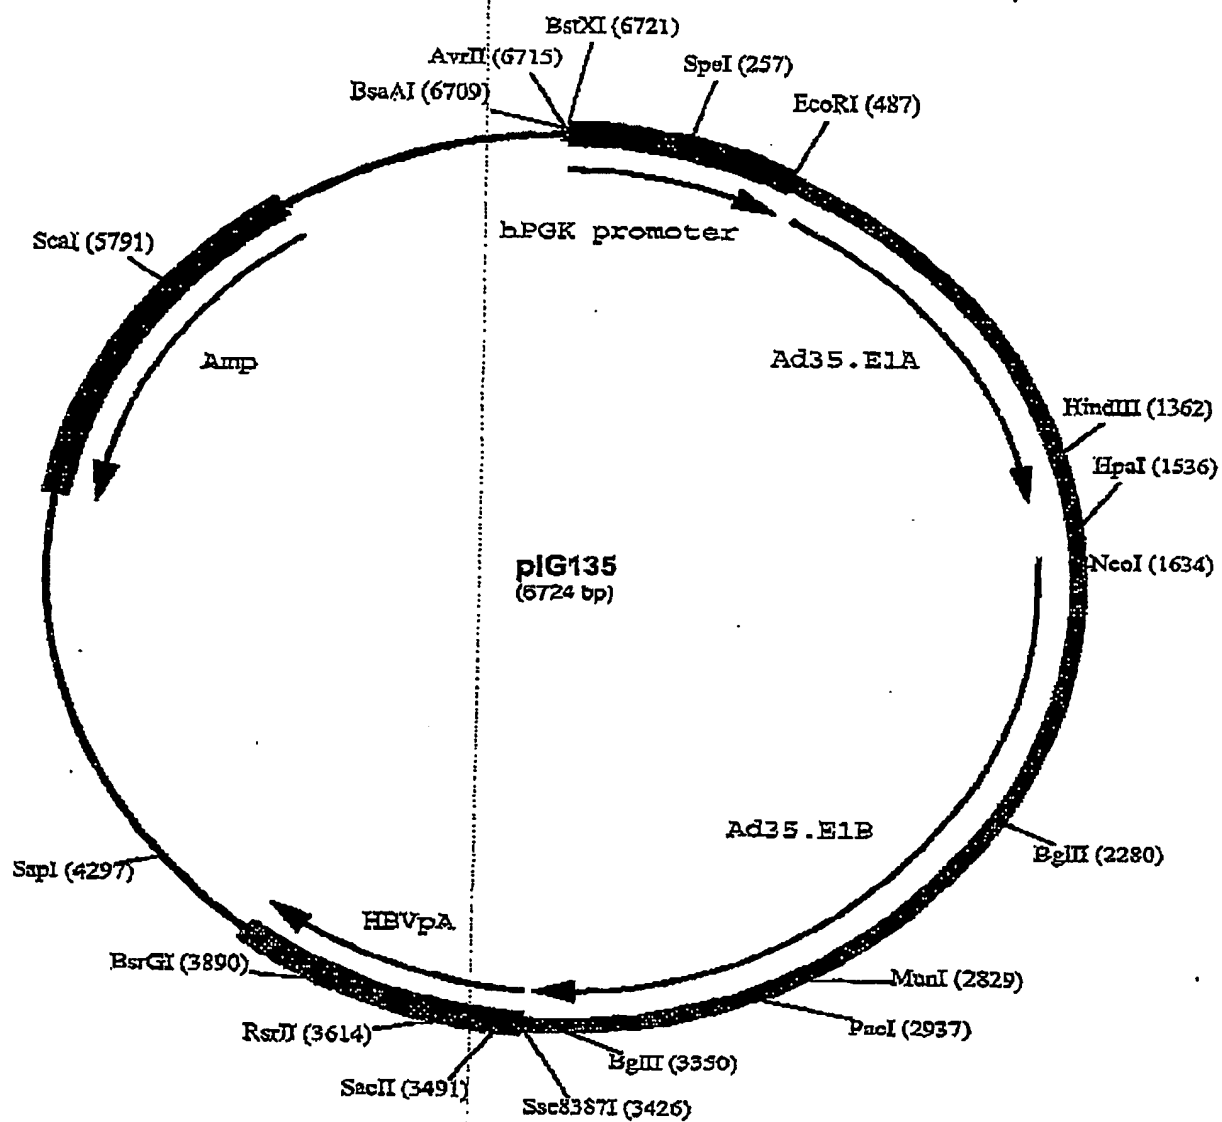 BstXI (6721)
AvrII (6715)
SpeI (257)
BsaAI (6709)
EcoRI (487)
hPGK promoter
ScaI (5791)
Amp
Ad35.E1A
HindIII (1362)
HpaI (1536)
pIG135
(6724 bp)
NcoI (1634)
Ad35.E1B
BglII (2280)
SapI (4297)
HBVpA
BsrGI (3890)
MunI (2829)
RsrII (3614)
PacI (2937)
BglII (3350)
SacII (3491)
Sse8387I (3426)